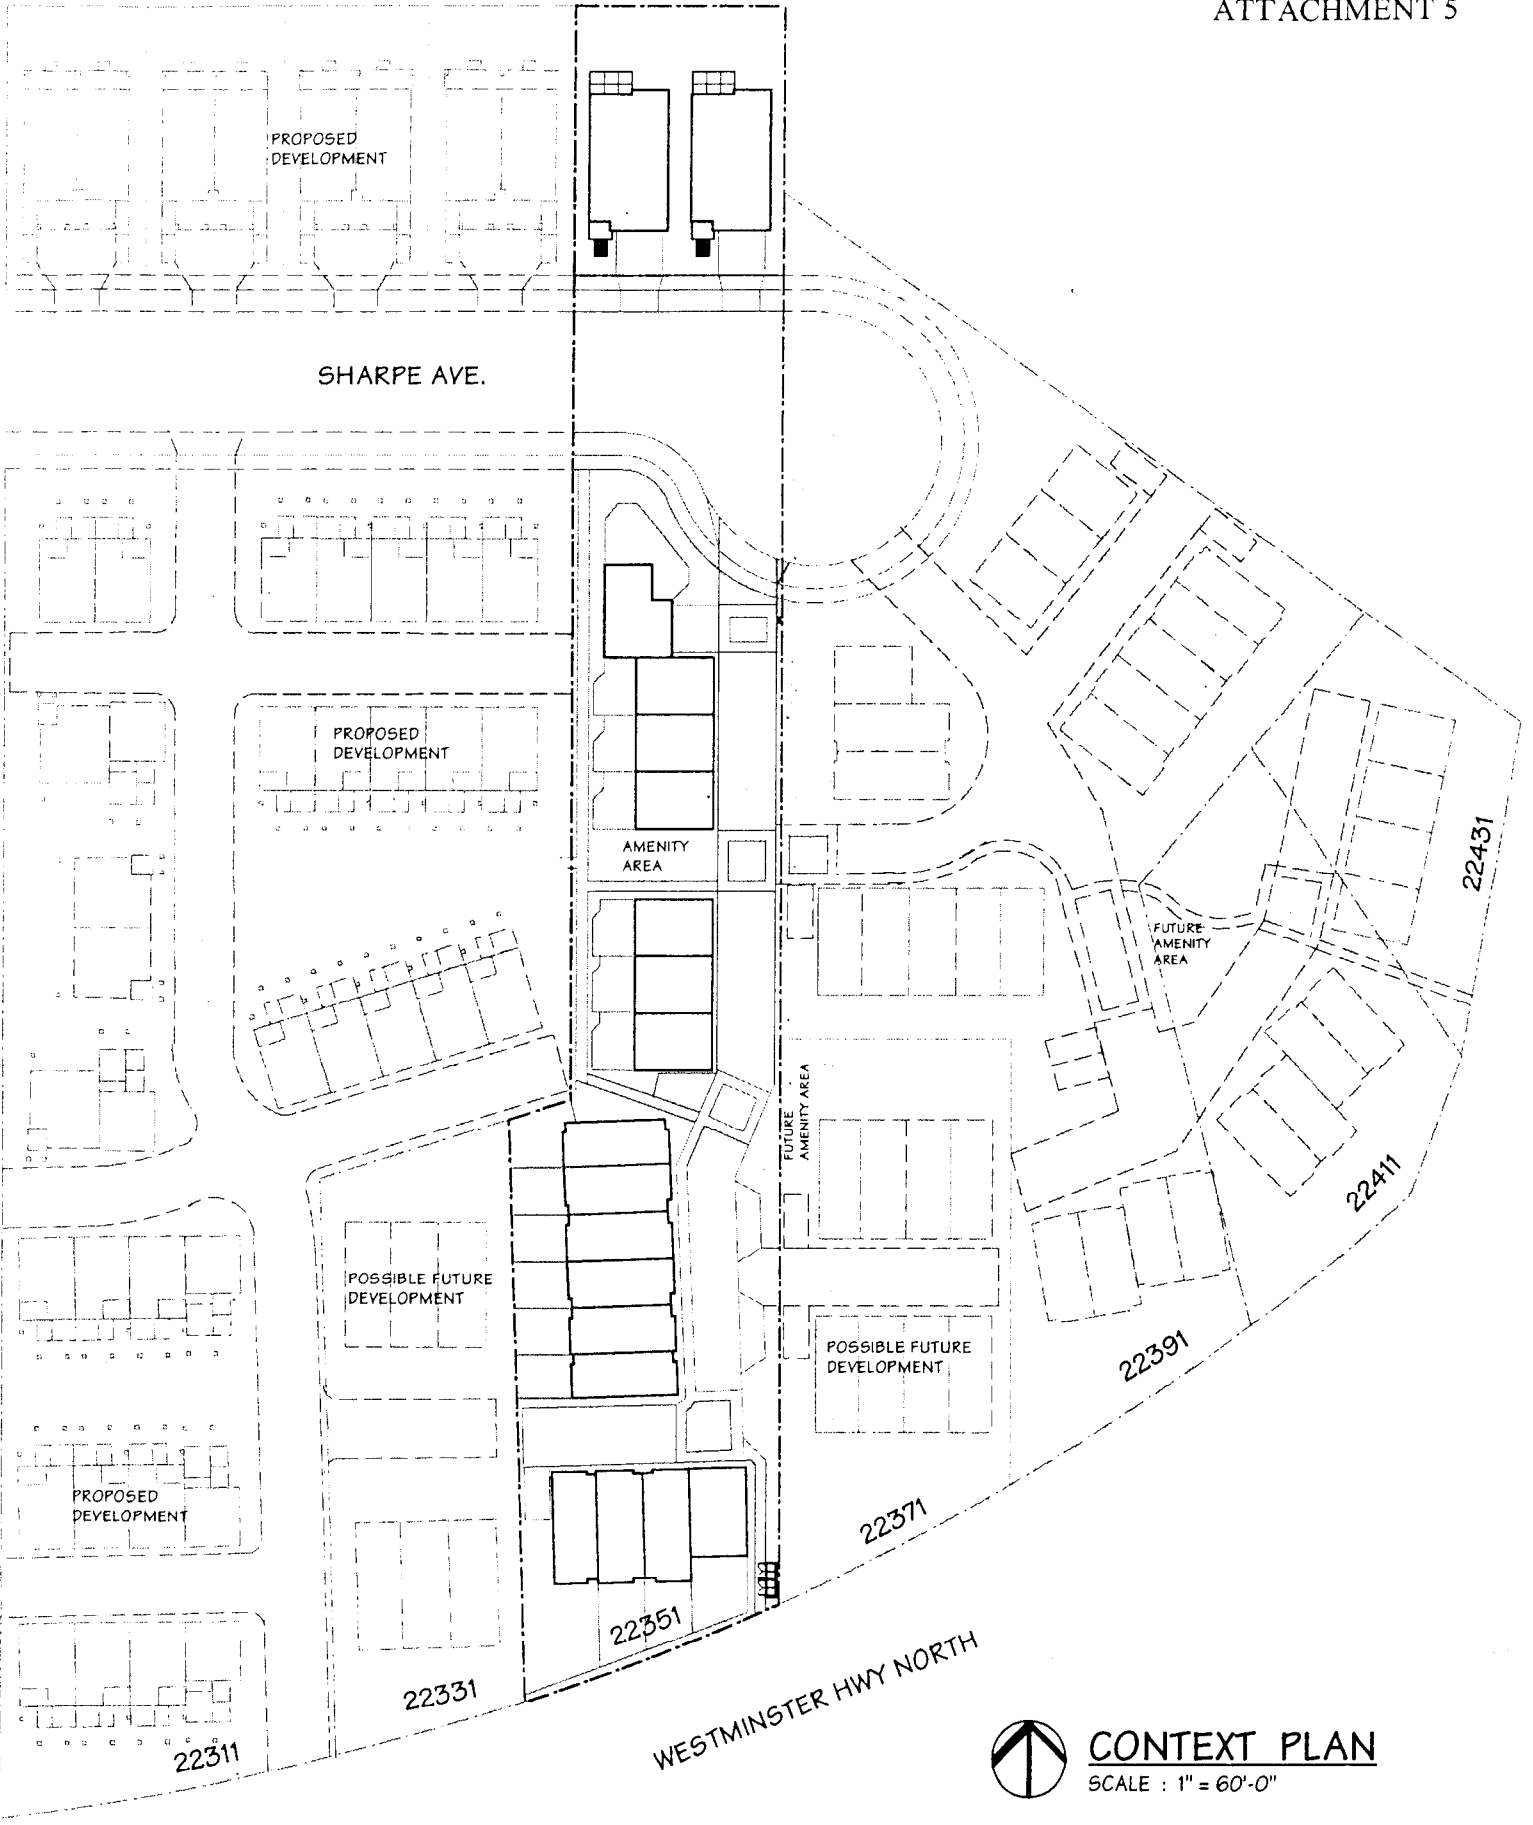 ATTACHMENT 5
PROPOSED
DEVELOPMENT
SHARPE AVE.
PROPOSED
DEVELOPMENT
AMENITY
AREA
22431
FUTURE
AMENITY
AREA
FUTURE
AMENITY AREA
22411
POSSIBLE FUTURE
DEVELOPMENT
POSSIBLE FUTURE
DEVELOPMENT
22391
PROPOSED
DEVELOPMENT
22371
22351
22331
22311
WESTMINSTER HWY NORTH
CONTEXT PLAN
SCALE : 1" = 60'-0"